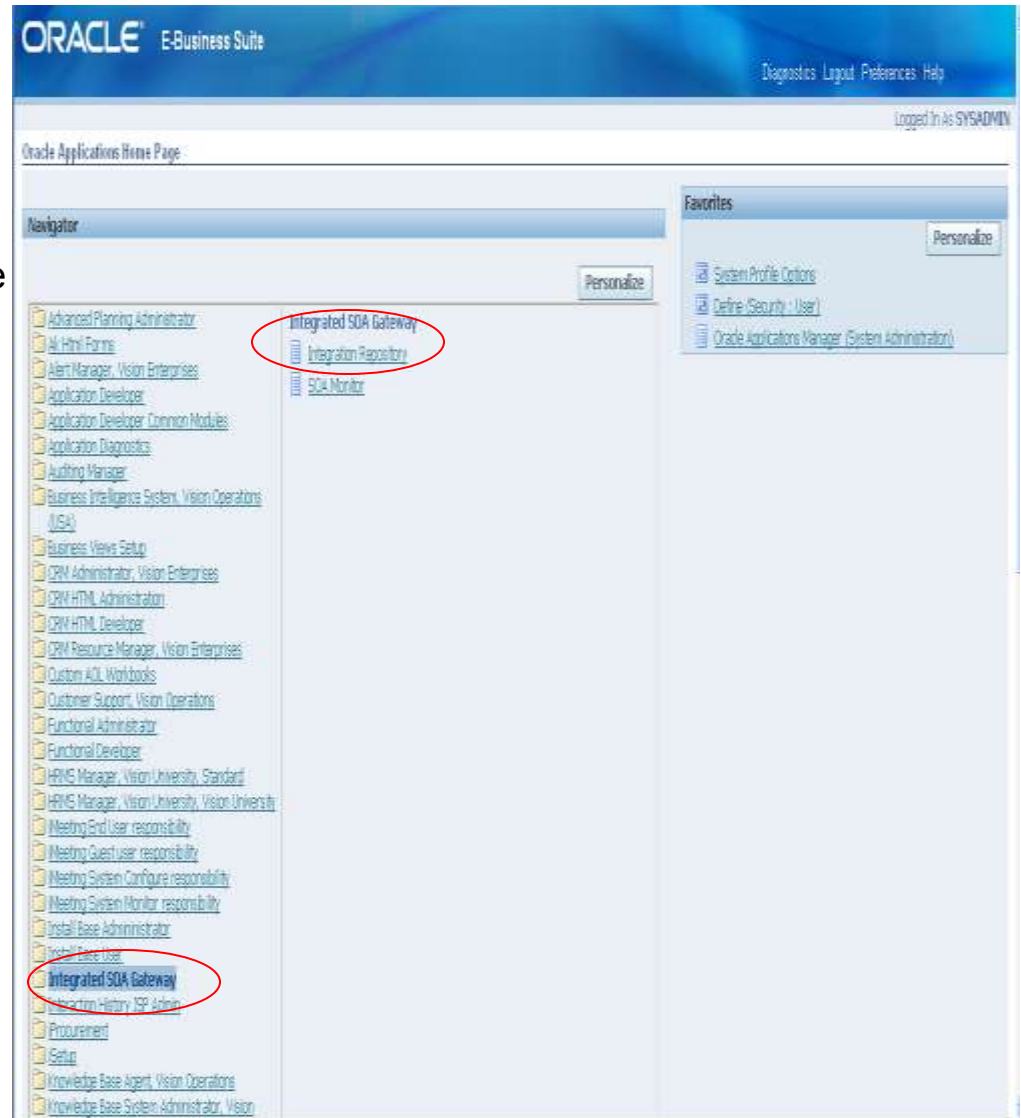 ORACLE E-Business Suite
Diagnostics Logout Preferences Help
Logged In As SYSADMIN
Oracle Applications Home Page
Navigator
Personalize
Favorites
Personalize
System Profile Options
Define (Security : User)
Oracle Applications Manager (System Administration)
e
Advanced Planning Administrator
Ak Html Forms
Alert Manager, Vision Enterprises
Application Developer
Application Developer Common Modules
Application Diagnostics
Auditing Manager
Business Intelligence System, Vision Operations
(USA)
Business Views Setup
CRM Administrator, Vision Enterprises
CRM HTML Administration
CRM HTML Developer
CRM Resource Manager, Vision Enterprises
Custom AOL Workbooks
Customer Support, Vision Operations
Functional Administrator
Functional Developer
HRMS Manager, Vision University, Standard
HRMS Manager, Vision University, Vision University
iMeeting End User responsibility
iMeeting Guest user responsibility
iMeeting System Configure responsibility
iMeeting System Monitor responsibility
Install Base Administrator
Install Base User
Integrated SOA Gateway
Interaction History JSP Admin
iProcurement
iSetup
Knowledge Base Agent, Vision Operations
Knowledge Base System Administrator, Vision
Integrated SOA Gateway
Integration Repository
SOA Monitor